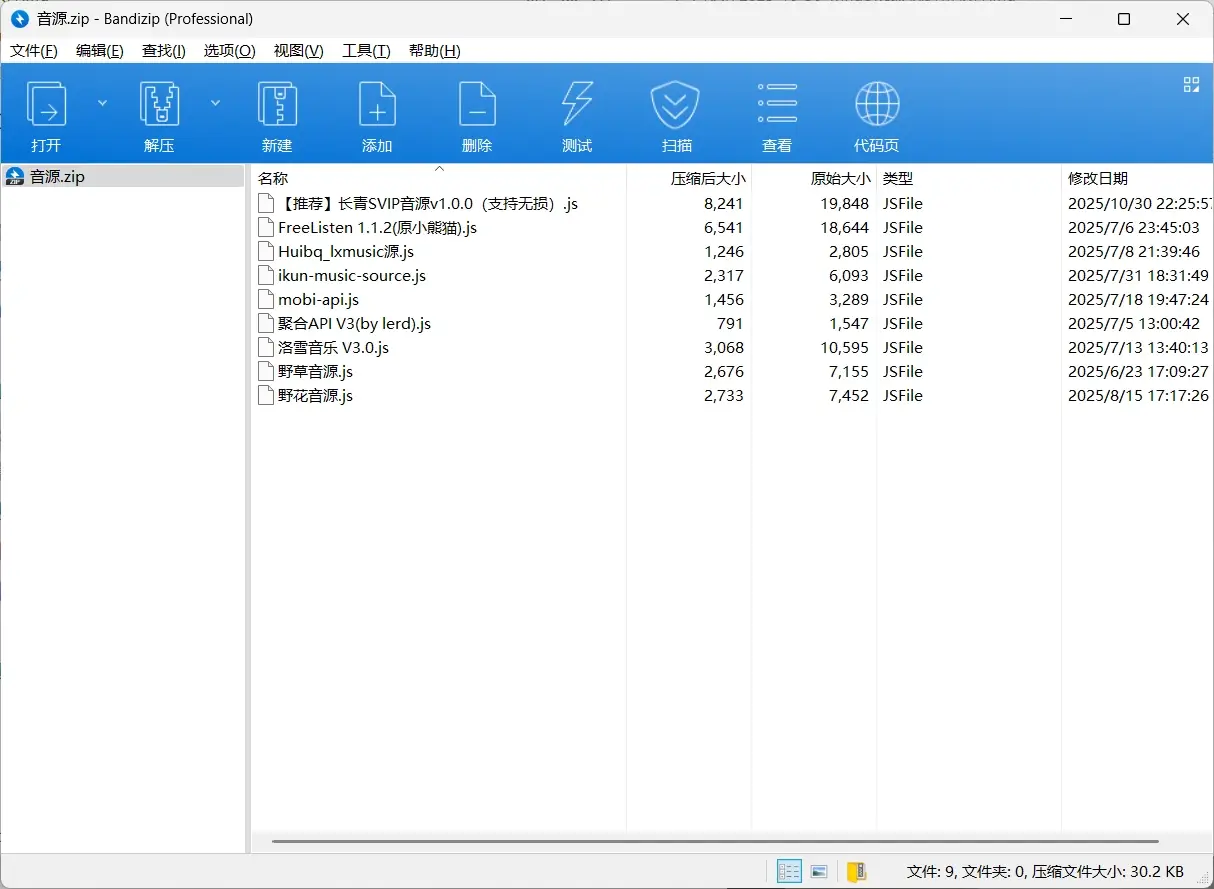 音源.zip - Bandizip (Professional)
文件(F) 编辑(E) 查找(I) 选项(O) 视图(V) 工具(T) 帮助(H)
打开 解压 新建 添加 删除 测试 扫描 查看 代码页
ZIP 音源.zip
名称 压缩后大小 原始大小 类型 修改日期
【推荐】长青SVIP音源v1.0.0（支持无损）.js 8,241 19,848 JSFile 2025/10/30 22:25:57
FreeListen 1.1.2(原小熊猫).js 6,541 18,644 JSFile 2025/7/6 23:45:03
Huibq_lxmusic源.js 1,246 2,805 JSFile 2025/7/8 21:39:46
ikun-music-source.js 2,317 6,093 JSFile 2025/7/31 18:31:49
mobi-api.js 1,456 3,289 JSFile 2025/7/18 19:47:24
聚合API V3(by lerd).js 791 1,547 JSFile 2025/7/5 13:00:42
洛雪音乐 V3.0.js 3,068 10,595 JSFile 2025/7/13 13:40:13
野草音源.js 2,676 7,155 JSFile 2025/6/23 17:09:27
野花音源.js 2,733 7,452 JSFile 2025/8/15 17:17:26
文件: 9, 文件夹: 0, 压缩文件大小: 30.2 KB